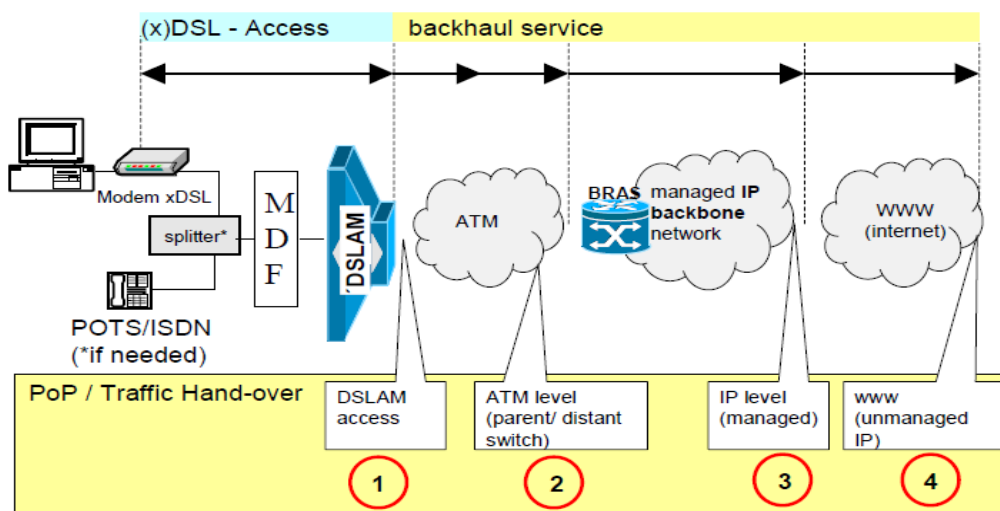 (x)DSL - Access
backhaul service
Modem xDSL
splitter*
M
D
F
´DSLAM
POTS/ISDN
(*if needed)
ATM
BRAS
managed IP
backbone
network
WWW
(internet)
PoP / Traffic Hand-over
DSLAM
access
ATM level
(parent/ distant
switch)
IP level
(managed)
www
(unmanaged
IP)
1
2
3
4